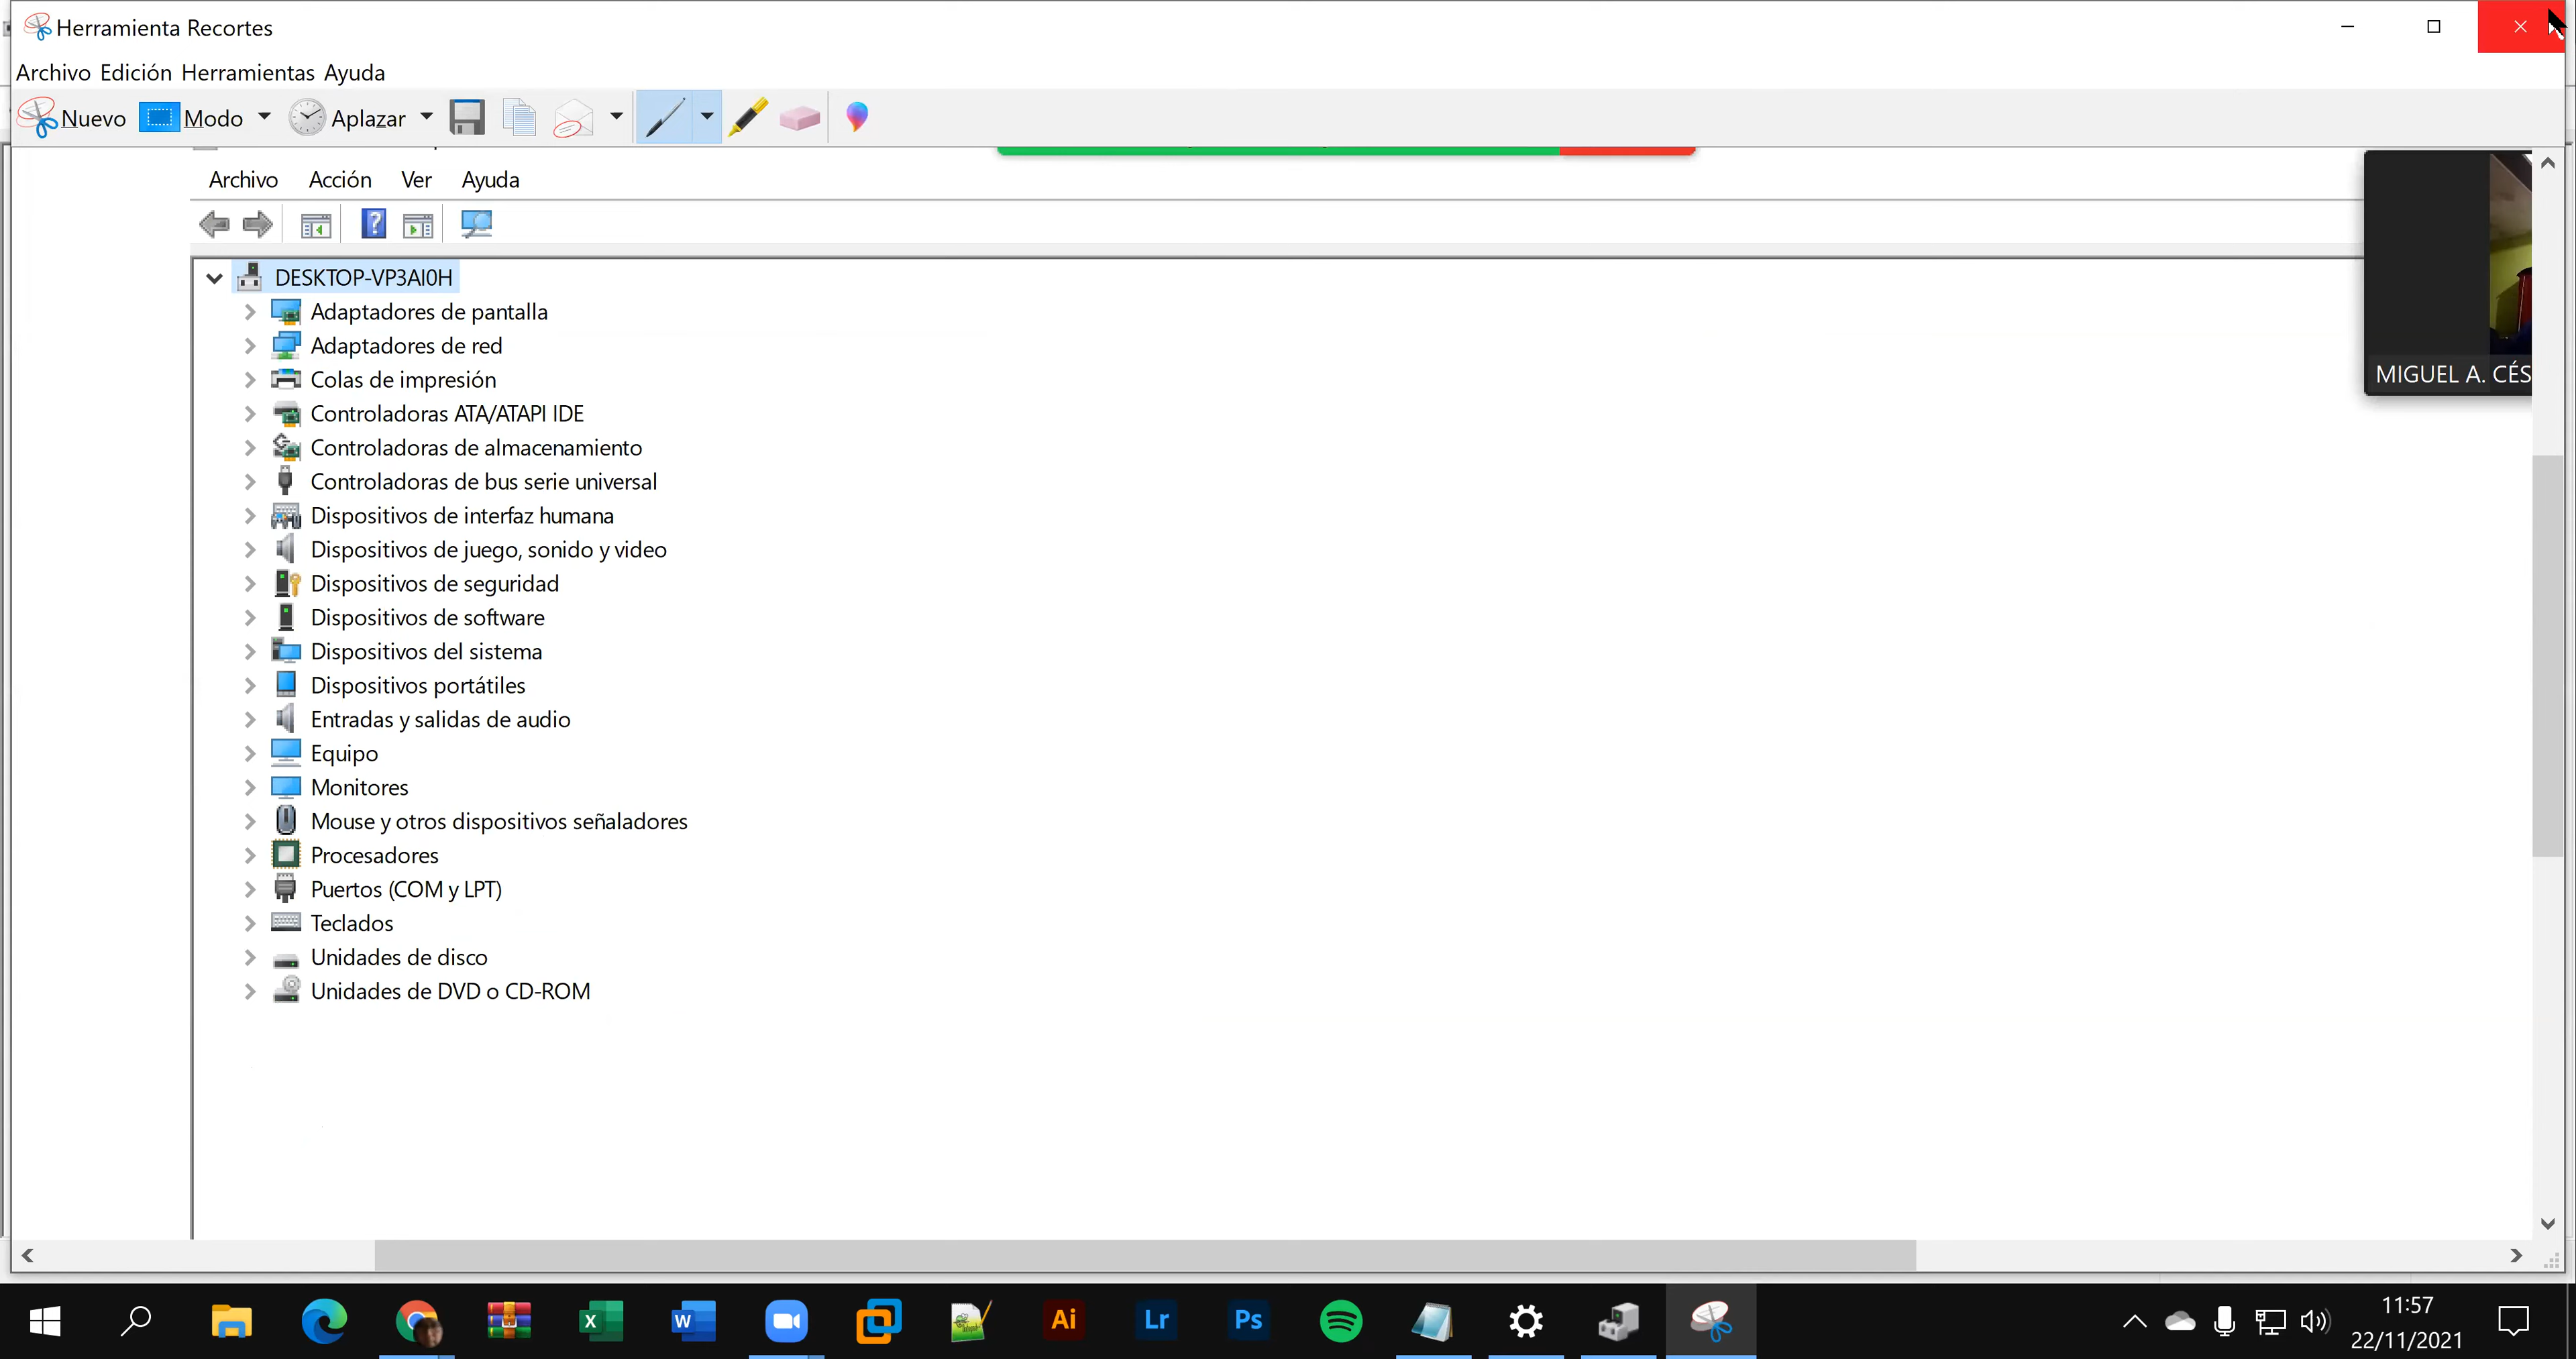 Herramienta Recortes
Archivo Edición Herramientas Ayuda
Nuevo Modo Aplazar
Archivo Acción Ver Ayuda
DESKTOP-VP3AI0H
Adaptadores de pantalla
Adaptadores de red
Colas de impresión
Controladoras ATA/ATAPI IDE
Controladoras de almacenamiento
Controladoras de bus serie universal
Dispositivos de interfaz humana
Dispositivos de juego, sonido y video
Dispositivos de seguridad
Dispositivos de software
Dispositivos del sistema
Dispositivos portátiles
Entradas y salidas de audio
Equipo
Monitores
Mouse y otros dispositivos señaladores
Procesadores
Puertos (COM y LPT)
Teclados
Unidades de disco
Unidades de DVD o CD-ROM
MIGUEL A. CÉS
Ai Lr Ps
11:57
22/11/2021